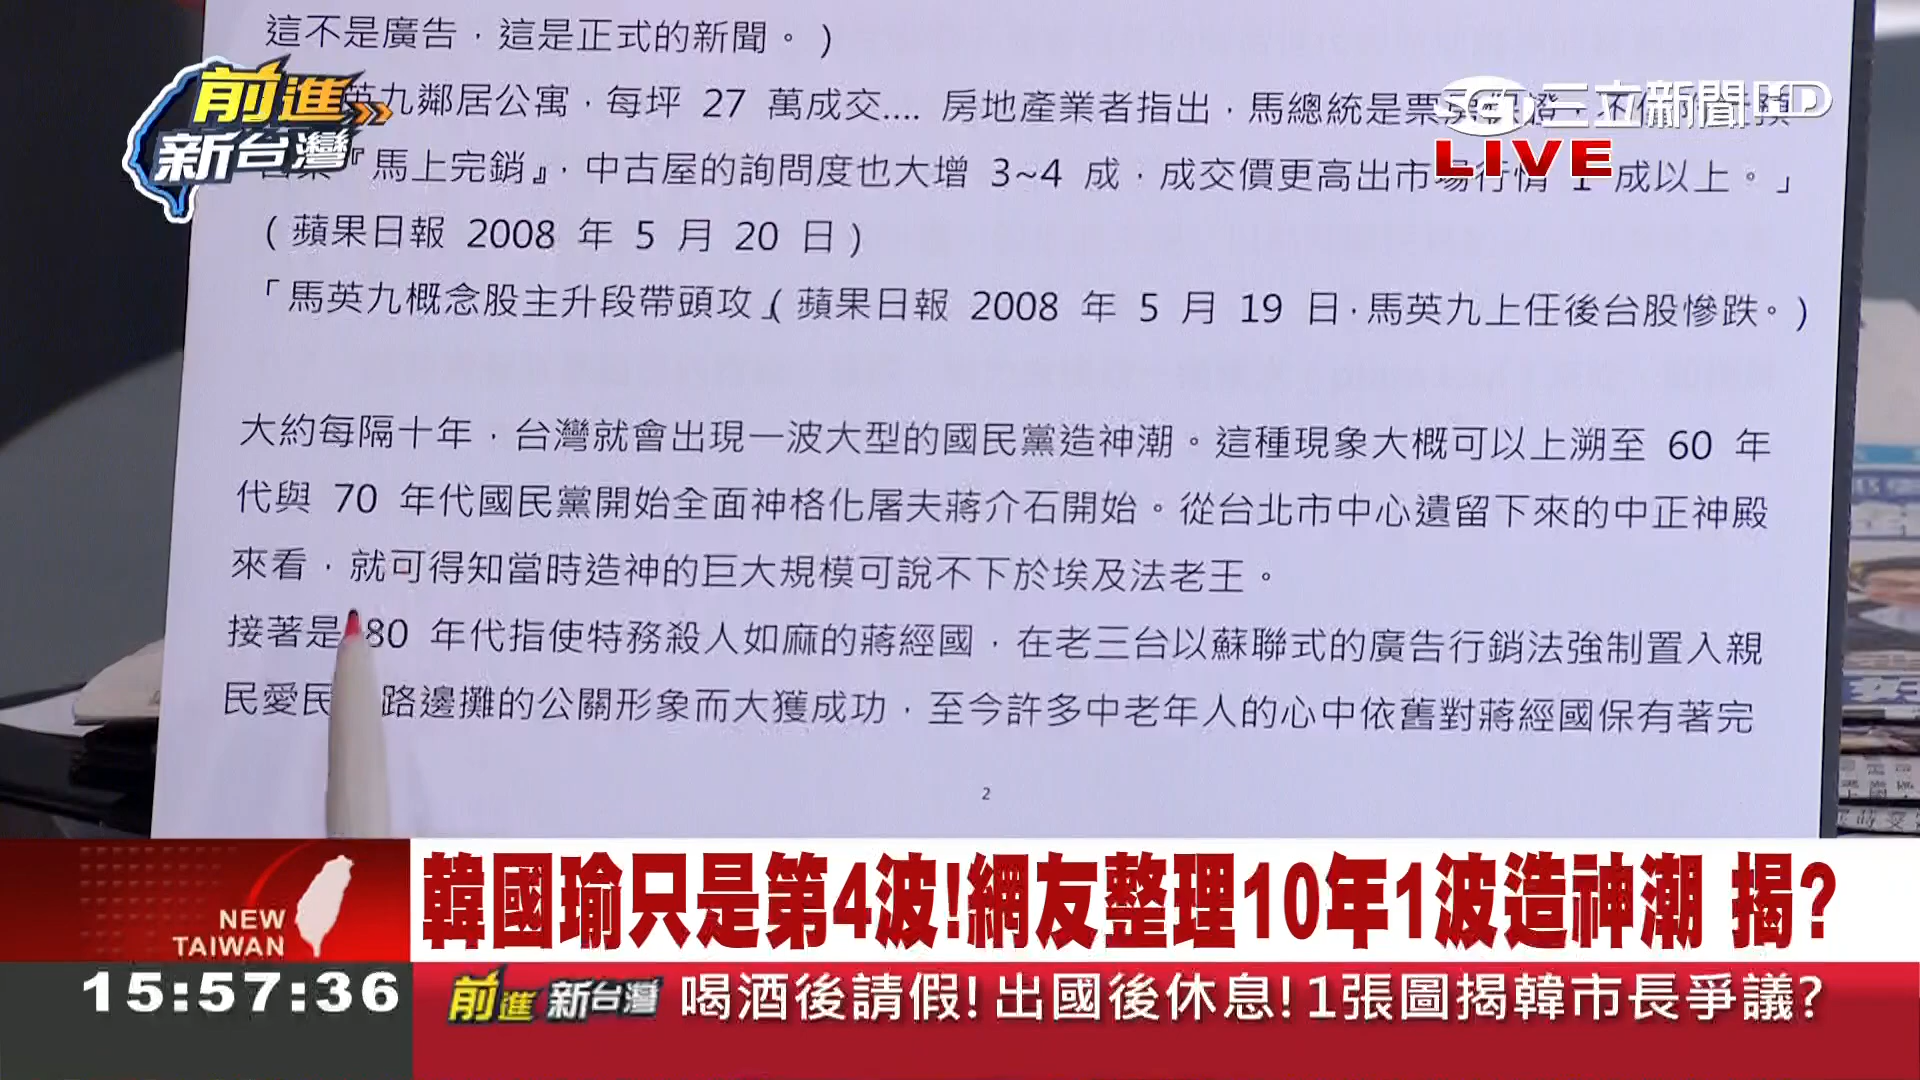 這不是廣告，這是正式的新聞。）
英九鄰居公寓，每坪 27 萬成交.... 房地產業者指出，馬總統是票房保證，不僅
『馬上完銷』，中古屋的詢問度也大增 3~4 成，成交價更高出市場行情 1 成以上。」
（蘋果日報 2008 年 5 月 20 日）
「馬英九概念股主升段帶頭攻」（蘋果日報 2008 年 5 月 19 日，馬英九上任後台股慘跌。）
大約每隔十年，台灣就會出現一波大型的國民黨造神潮。這種現象大概可以上溯至 60 年
代與 70 年代國民黨開始全面神格化屠夫蔣介石開始。從台北市中心遺留下來的中正神殿
來看，就可得知當時造神的巨大規模可說不下於埃及法老王。
接著是 80 年代指使特務殺人如麻的蔣經國，在老三台以蘇聯式的廣告行銷法強制置入親
民愛民 路邊攤的公關形象而大獲成功，至今許多中老年人的心中依舊對蔣經國保有著完
2
前進新台灣
三立新聞HD
LIVE
NEW TAIWAN
韓國瑜只是第4波!網友整理10年1波造神潮 揭?
15:57:36
前進新台灣 喝酒後請假!出國後休息!1張圖揭韓市長爭議?